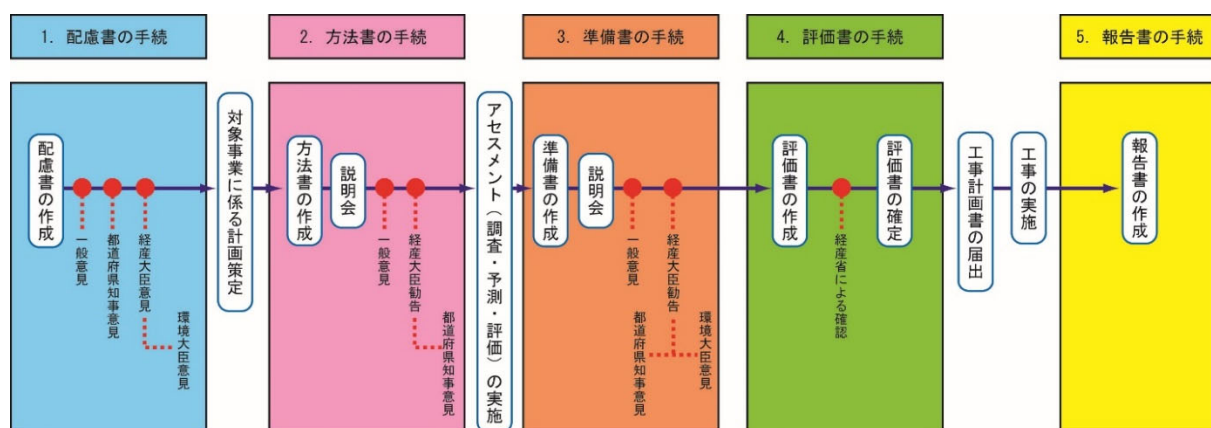 1. 配慮書の手続
2. 方法書の手続
3. 準備書の手続
4. 評価書の手続
5. 報告書の手続
配慮書の作成
一般意見
都道府県知事意見
経産大臣意見
環境大臣意見
対象事業に係る計画策定
方法書の作成
説明会
一般意見
経産大臣勧告
都道府県知事意見
アセスメント(調査・予測・評価)の実施
準備書の作成
説明会
一般意見
都道府県知事意見
経産大臣勧告
環境大臣意見
評価書の作成
経産省による確認
評価書の確定
工事計画書の届出
工事の実施
報告書の作成